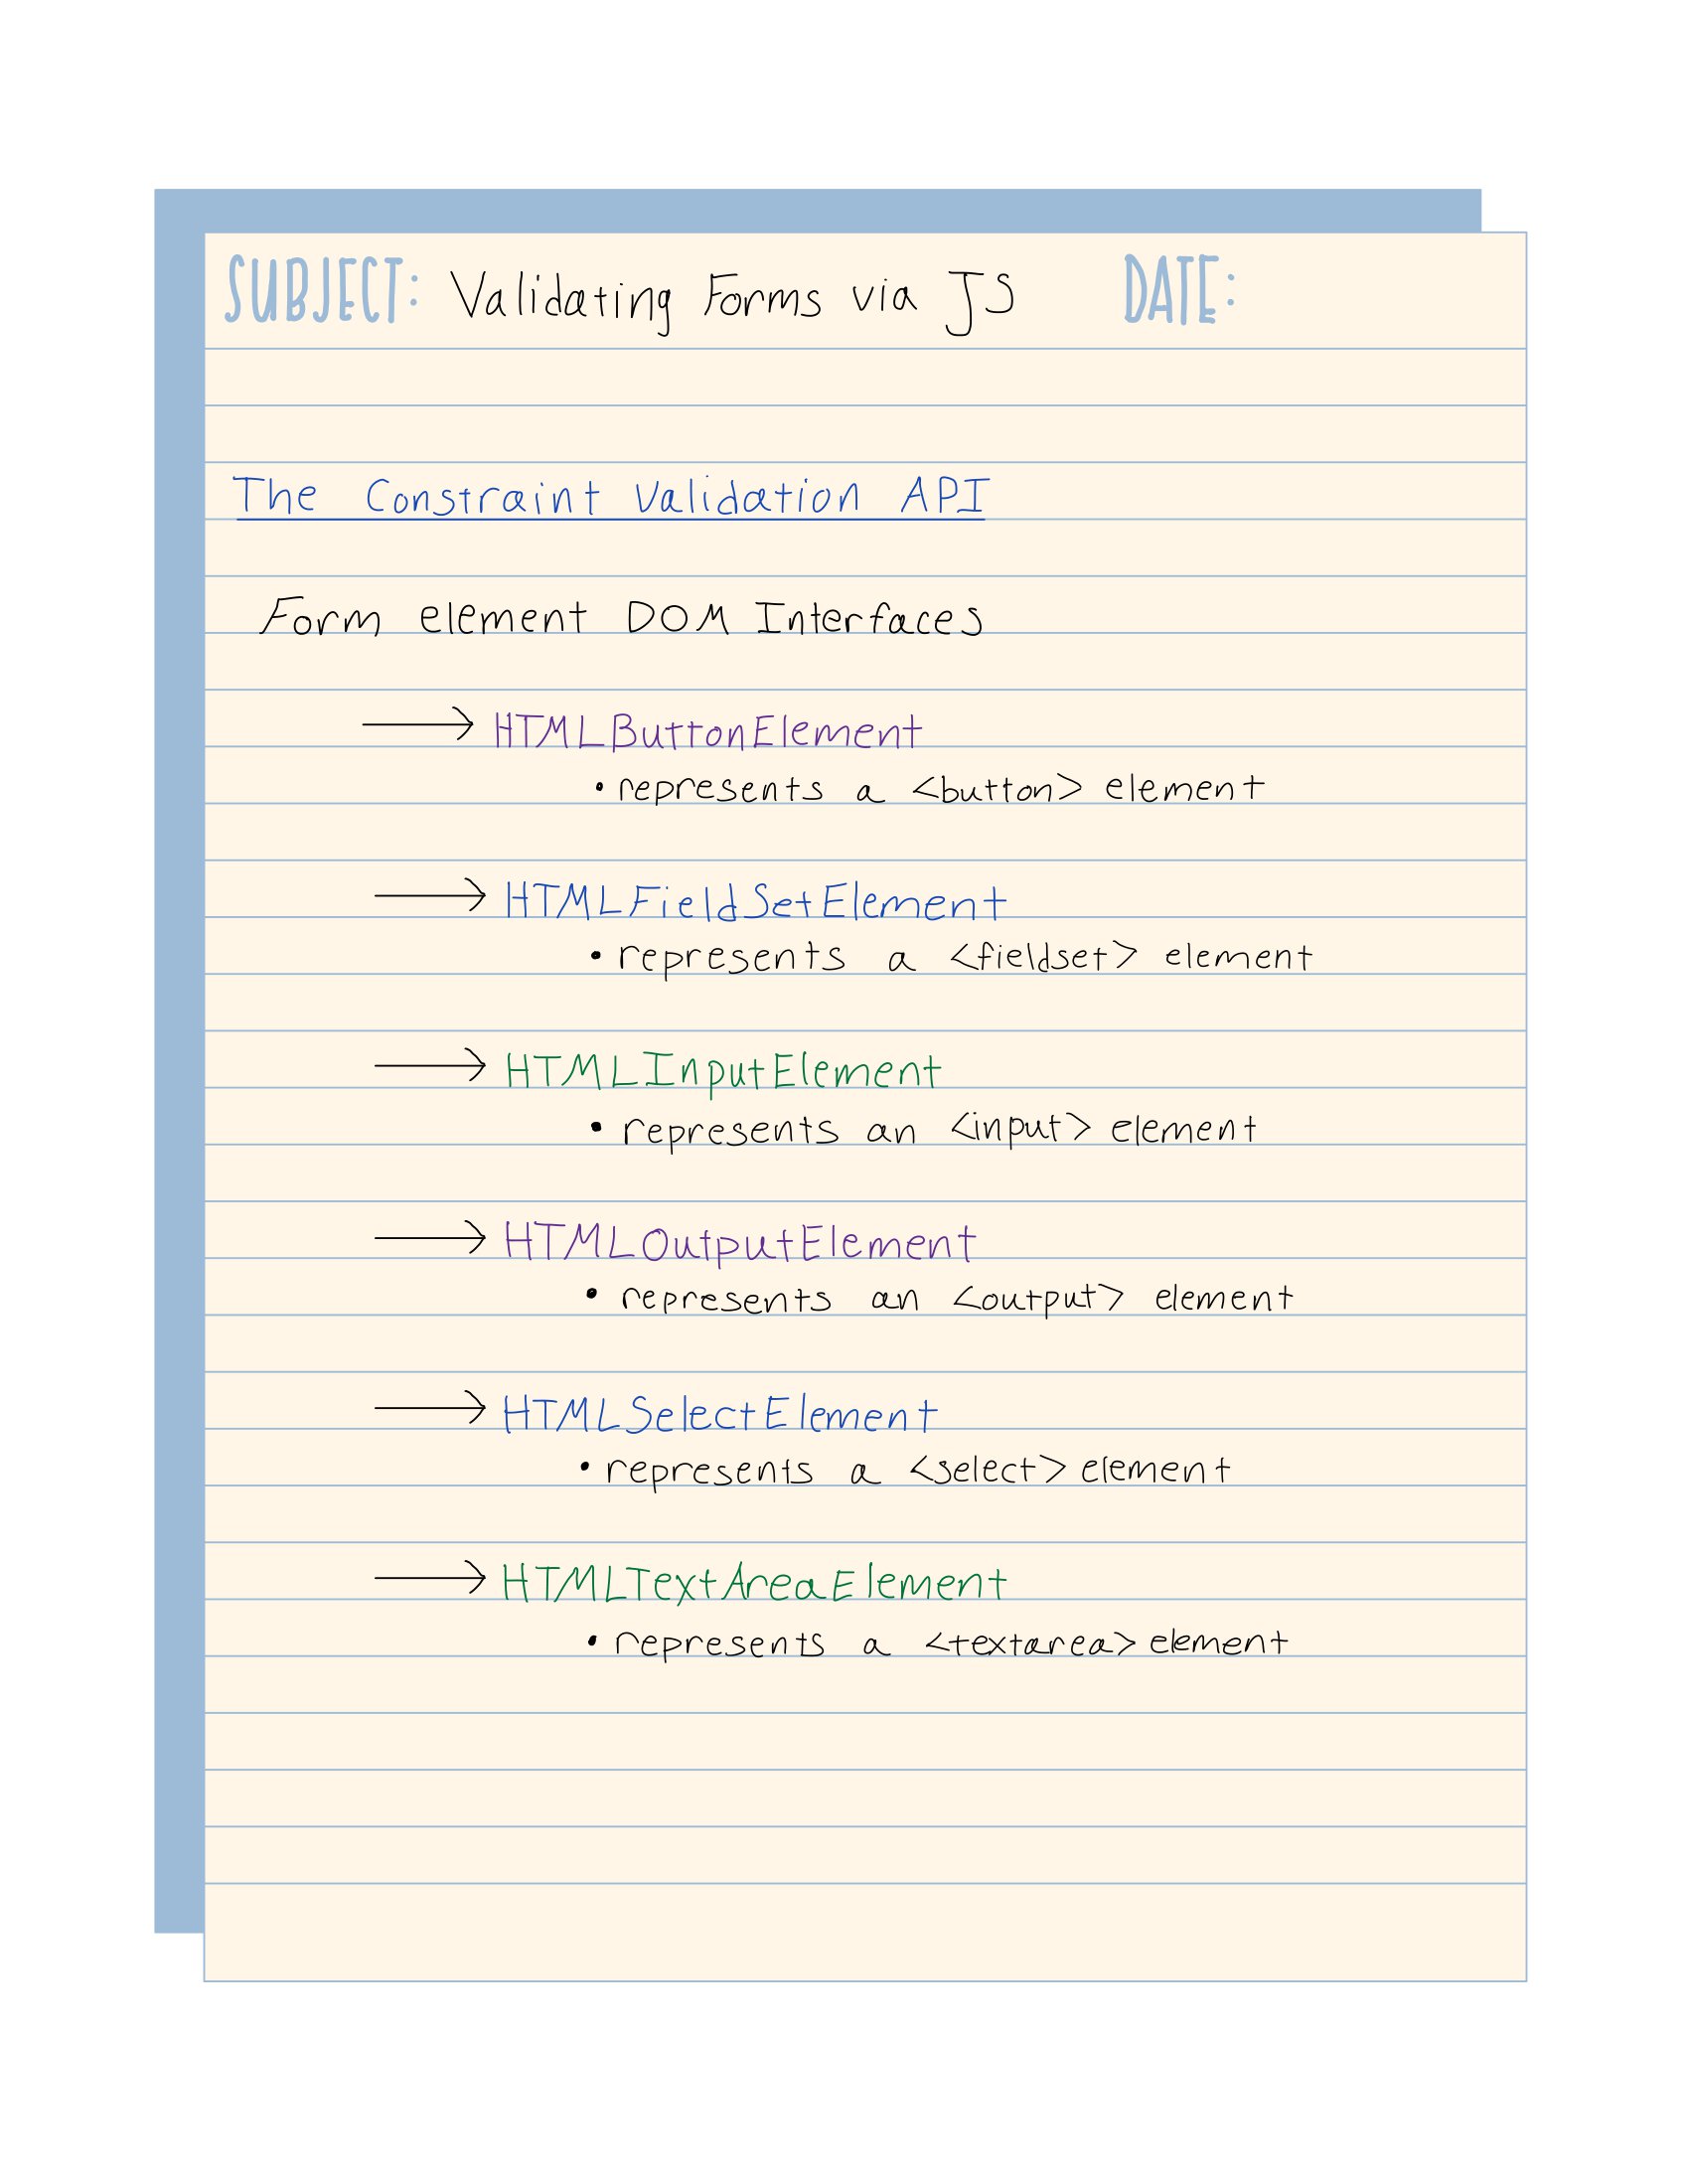 SUBJECT: Validating Forms via JS DATE:
The Constraint Validation API
Form element DOM Interfaces
→ HTMLButtonElement
• represents a <button> element
→ HTMLFieldSetElement
• represents a <fieldset> element
→ HTMLInputElement
• represents an <input> element
→ HTMLOutputElement
• represents an <output> element
→ HTMLSelectElement
• represents a <select> element
→ HTMLTextAreaElement
• represents a <textarea> element